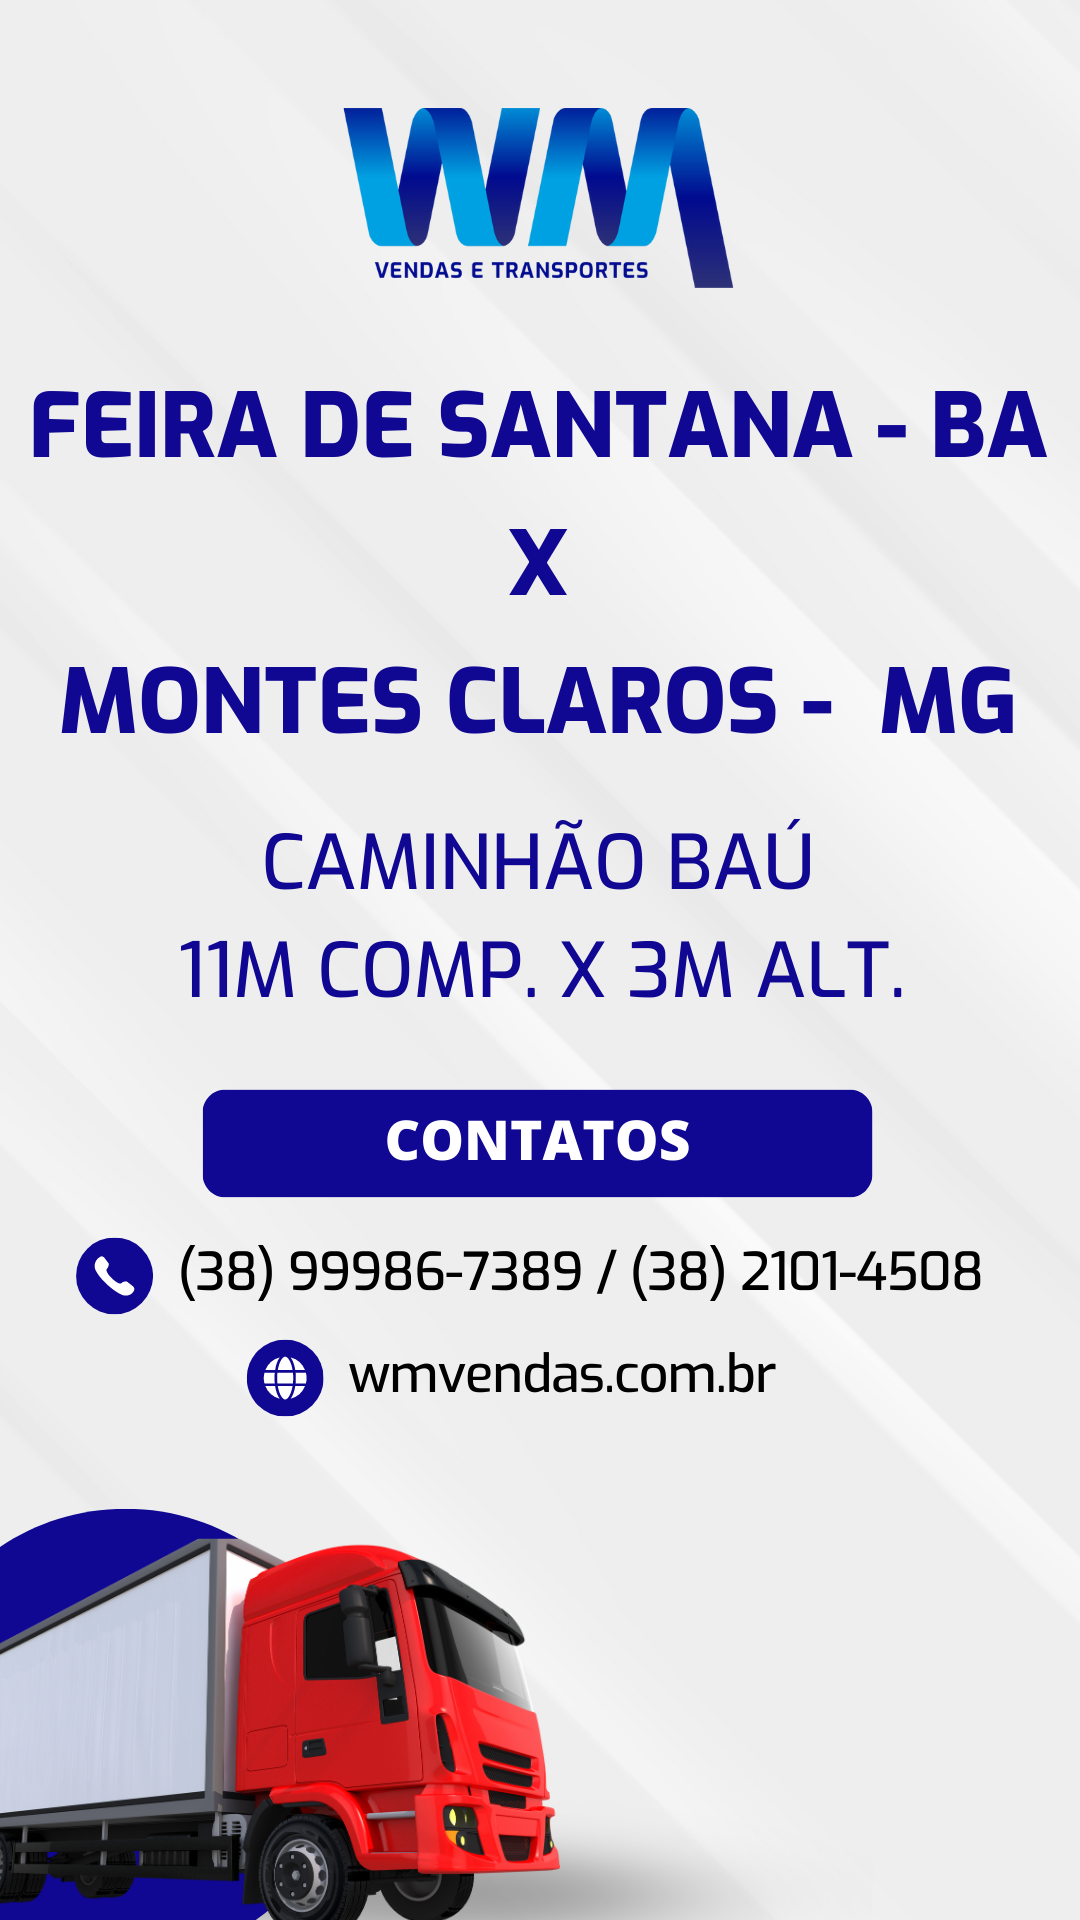 WM
VENDAS E TRANSPORTES
FEIRA DE SANTANA - BA
X
MONTES CLAROS - MG
CAMINHÃO BAÚ
11M COMP. X 3M ALT.
CONTATOS
(38) 99986-7389 / (38) 2101-4508
wmvendas.com.br